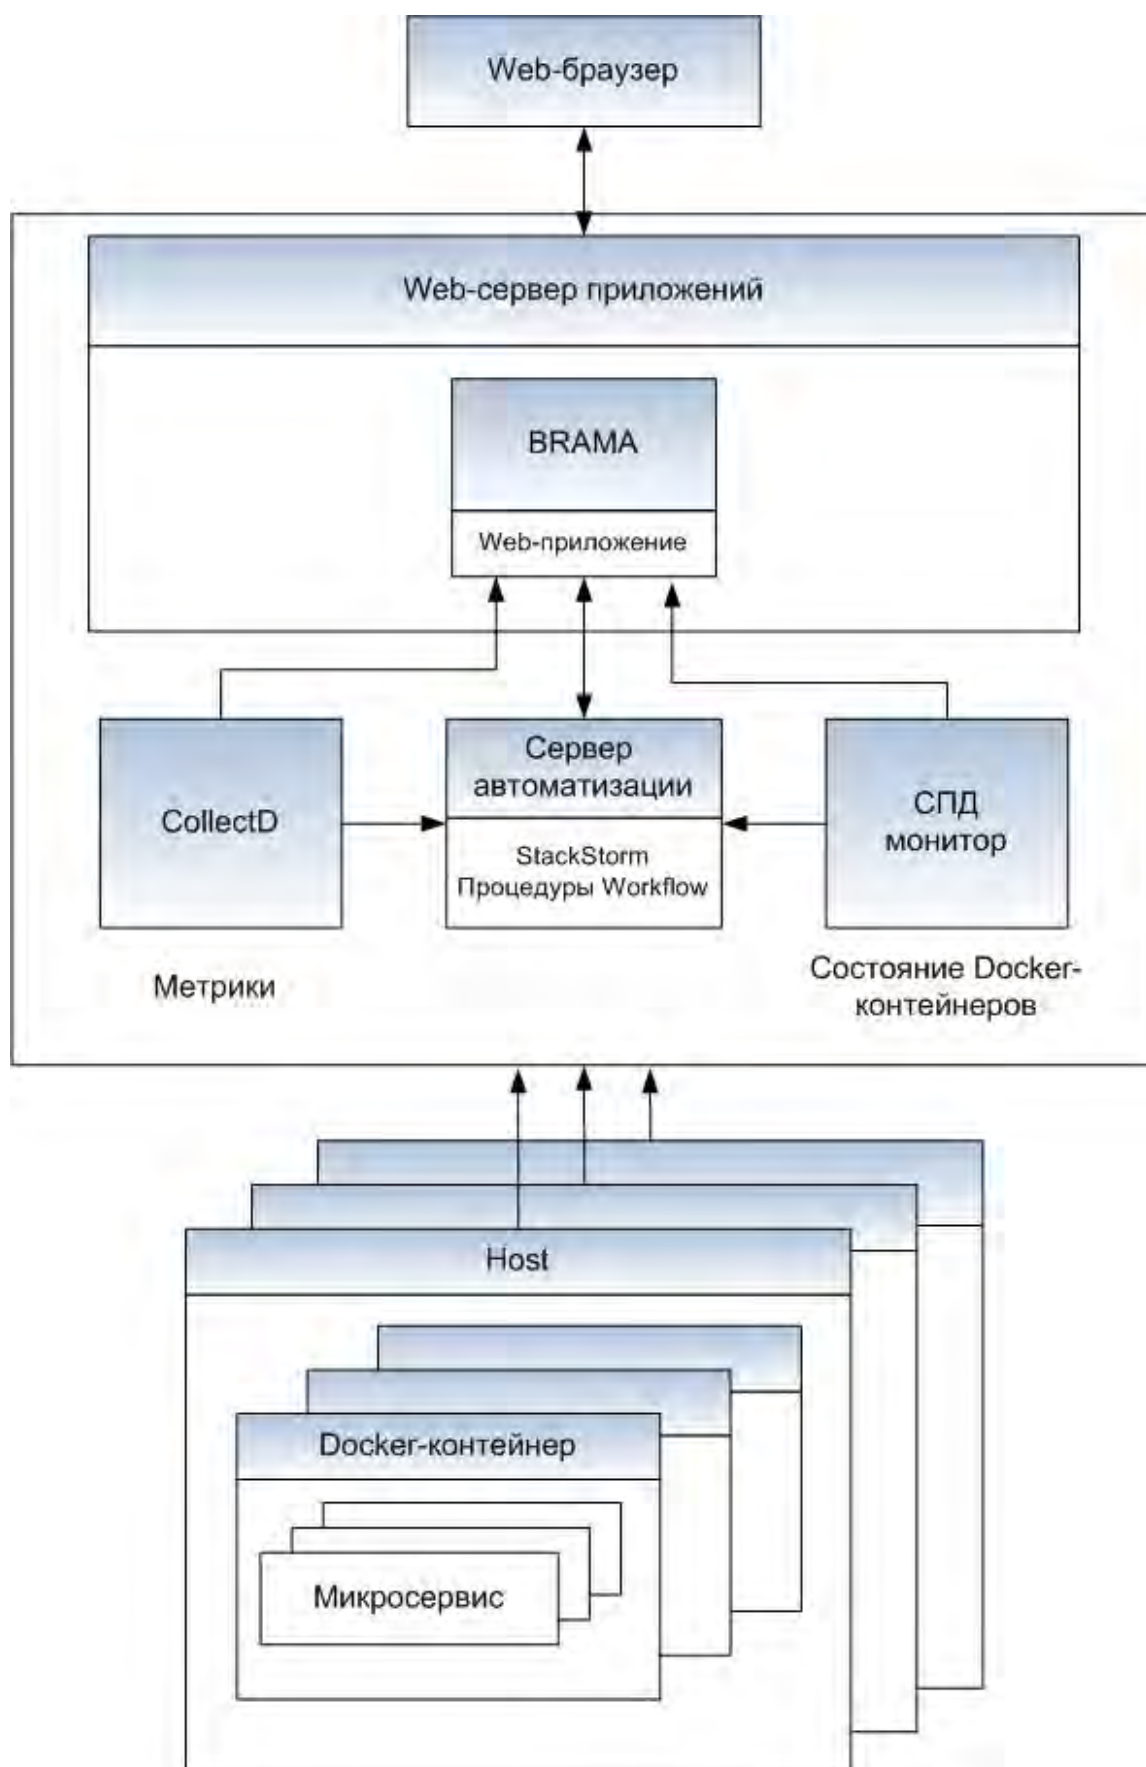 Web-браузер
Web-сервер приложений
BRAMA
Web-приложение
CollectD
Сервер
автоматизации
StackStorm
Процедуры Workflow
СПД
монитор
Метрики
Состояние Docker-
контейнеров
Host
Docker-контейнер
Микросервис